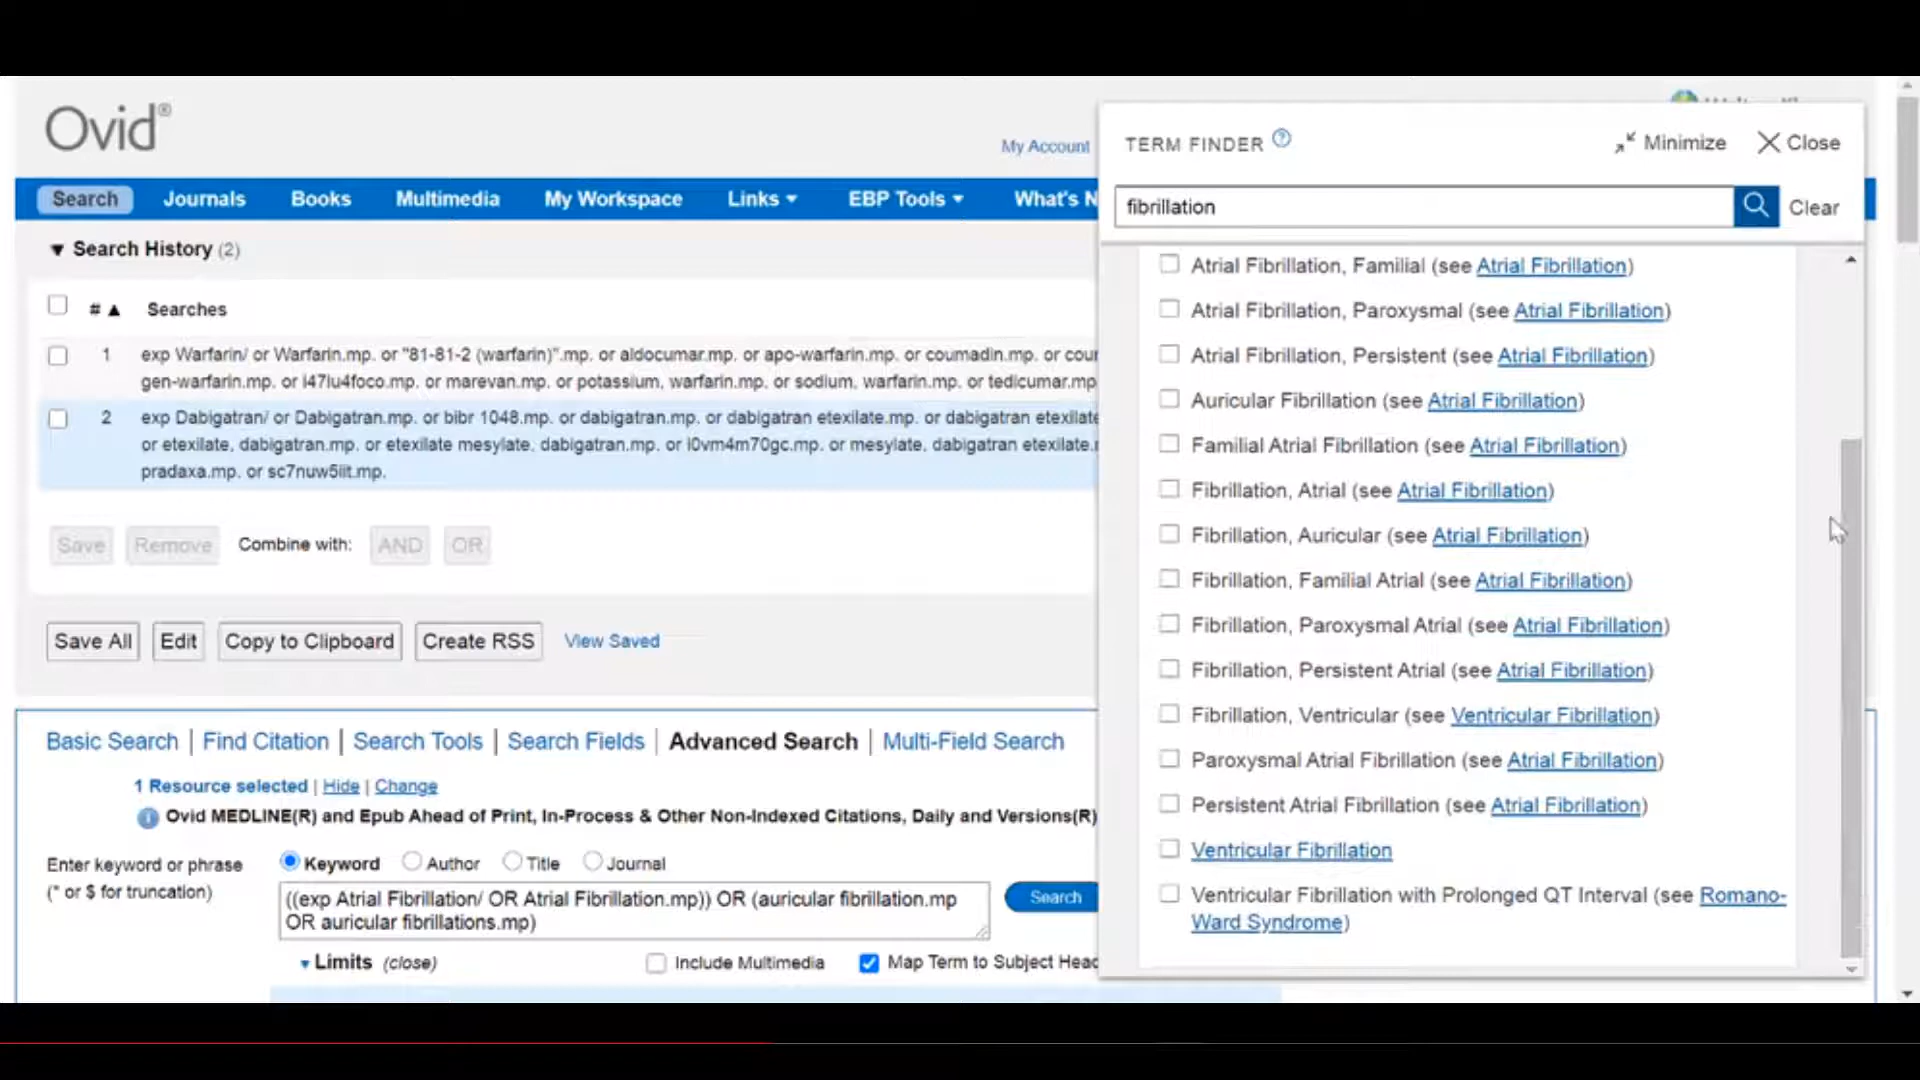 Ovid®
My Account
Search Journals Books Multimedia My Workspace Links EBP Tools What's N
▼ Search History (2)
# ▲ Searches
1 exp Warfarin/ or Warfarin.mp. or "81-81-2 (warfarin)".mp. or aldocumar.mp. or apo-warfarin.mp. or coumadin.mp. or cour
gen-warfarin.mp. or l47lu4foco.mp. or marevan.mp. or potassium, warfarin.mp. or sodium, warfarin.mp. or tedicumar.mp
2 exp Dabigatran/ or Dabigatran.mp. or bibr 1048.mp. or dabigatran.mp. or dabigatran etexilate.mp. or dabigatran etexilate
or etexilate, dabigatran.mp. or etexilate mesylate, dabigatran.mp. or l0vm4m70gc.mp. or mesylate, dabigatran etexilate.
pradaxa.mp. or sc7nuw5iit.mp.
Save Remove Combine with: AND OR
Save All Edit Copy to Clipboard Create RSS View Saved
Basic Search | Find Citation | Search Tools | Search Fields | Advanced Search | Multi-Field Search
1 Resource selected | Hide | Change
Ovid MEDLINE(R) and Epub Ahead of Print, In-Process & Other Non-Indexed Citations, Daily and Versions(R)
Enter keyword or phrase
(* or $ for truncation)
Keyword Author Title Journal
((exp Atrial Fibrillation/ OR Atrial Fibrillation.mp)) OR (auricular fibrillation.mp
OR auricular fibrillations.mp)
Search
Limits (close) Include Multimedia Map Term to Subject Head
TERM FINDER ? Minimize Close
fibrillation Clear
Atrial Fibrillation, Familial (see Atrial Fibrillation)
Atrial Fibrillation, Paroxysmal (see Atrial Fibrillation)
Atrial Fibrillation, Persistent (see Atrial Fibrillation)
Auricular Fibrillation (see Atrial Fibrillation)
Familial Atrial Fibrillation (see Atrial Fibrillation)
Fibrillation, Atrial (see Atrial Fibrillation)
Fibrillation, Auricular (see Atrial Fibrillation)
Fibrillation, Familial Atrial (see Atrial Fibrillation)
Fibrillation, Paroxysmal Atrial (see Atrial Fibrillation)
Fibrillation, Persistent Atrial (see Atrial Fibrillation)
Fibrillation, Ventricular (see Ventricular Fibrillation)
Paroxysmal Atrial Fibrillation (see Atrial Fibrillation)
Persistent Atrial Fibrillation (see Atrial Fibrillation)
Ventricular Fibrillation
Ventricular Fibrillation with Prolonged QT Interval (see Romano-
Ward Syndrome)